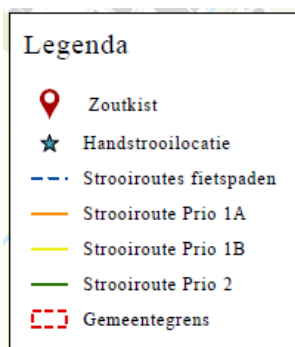 Legenda
Zoutkist
Handstrooilocatie
Strooiroutes fietspaden
Strooiroute Prio 1A
Strooiroute Prio 1B
Strooiroute Prio 2
Gemeentegrens